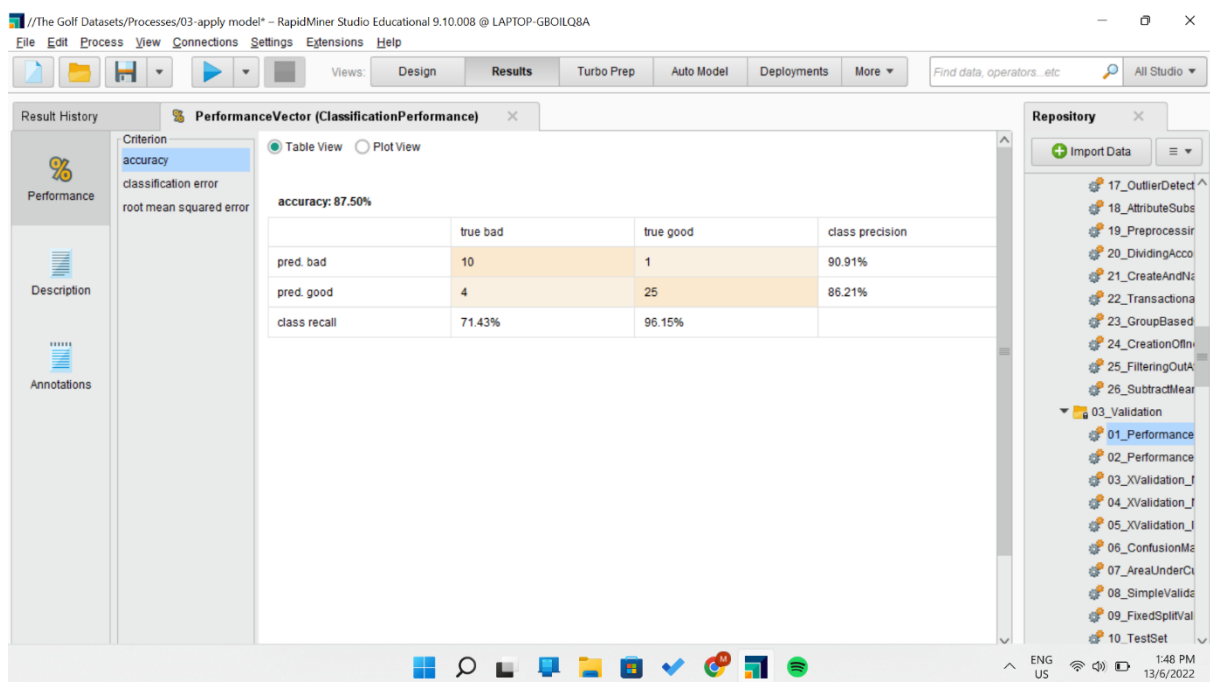 //The Golf Datasets/Processes/03-apply model* – RapidMiner Studio Educational 9.10.008 @ LAPTOP-GBOILQ8A
File Edit Process View Connections Settings Extensions Help
Views: Design Results Turbo Prep Auto Model Deployments More Find data, operators...etc All Studio
Result History PerformanceVector (ClassificationPerformance) Repository
Criterion
accuracy
classification error
root mean squared error
Performance
Description
Annotations
Table View Plot View
accuracy: 87.50%
true bad true good class precision
pred. bad 10 1 90.91%
pred. good 4 25 86.21%
class recall 71.43% 96.15%
Import Data
17_OutlierDetect
18_AttributeSubs
19_Preprocessir
20_DividingAcco
21_CreateAndNa
22_Transactiona
23_GroupBased
24_CreationOfIn
25_FilteringOutA
26_SubtractMear
03_Validation
01_Performance
02_Performance
03_XValidation_
04_XValidation_
05_XValidation_I
06_ConfusionMa
07_AreaUnderCu
08_SimpleValida
09_FixedSplitVal
10_TestSet
ENG
US
1:48 PM
13/6/2022